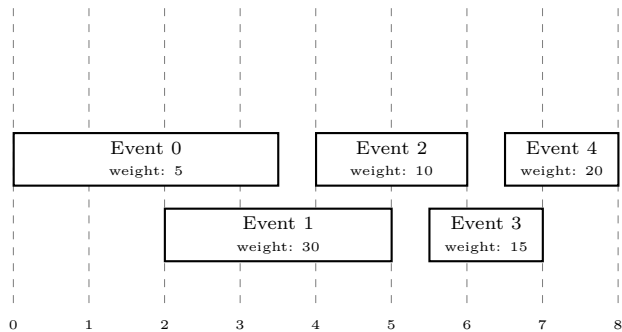 Event 0
weight: 5
Event 2
weight: 10
Event 4
weight: 20
Event 1
weight: 30
Event 3
weight: 15
0 1 2 3 4 5 6 7 8